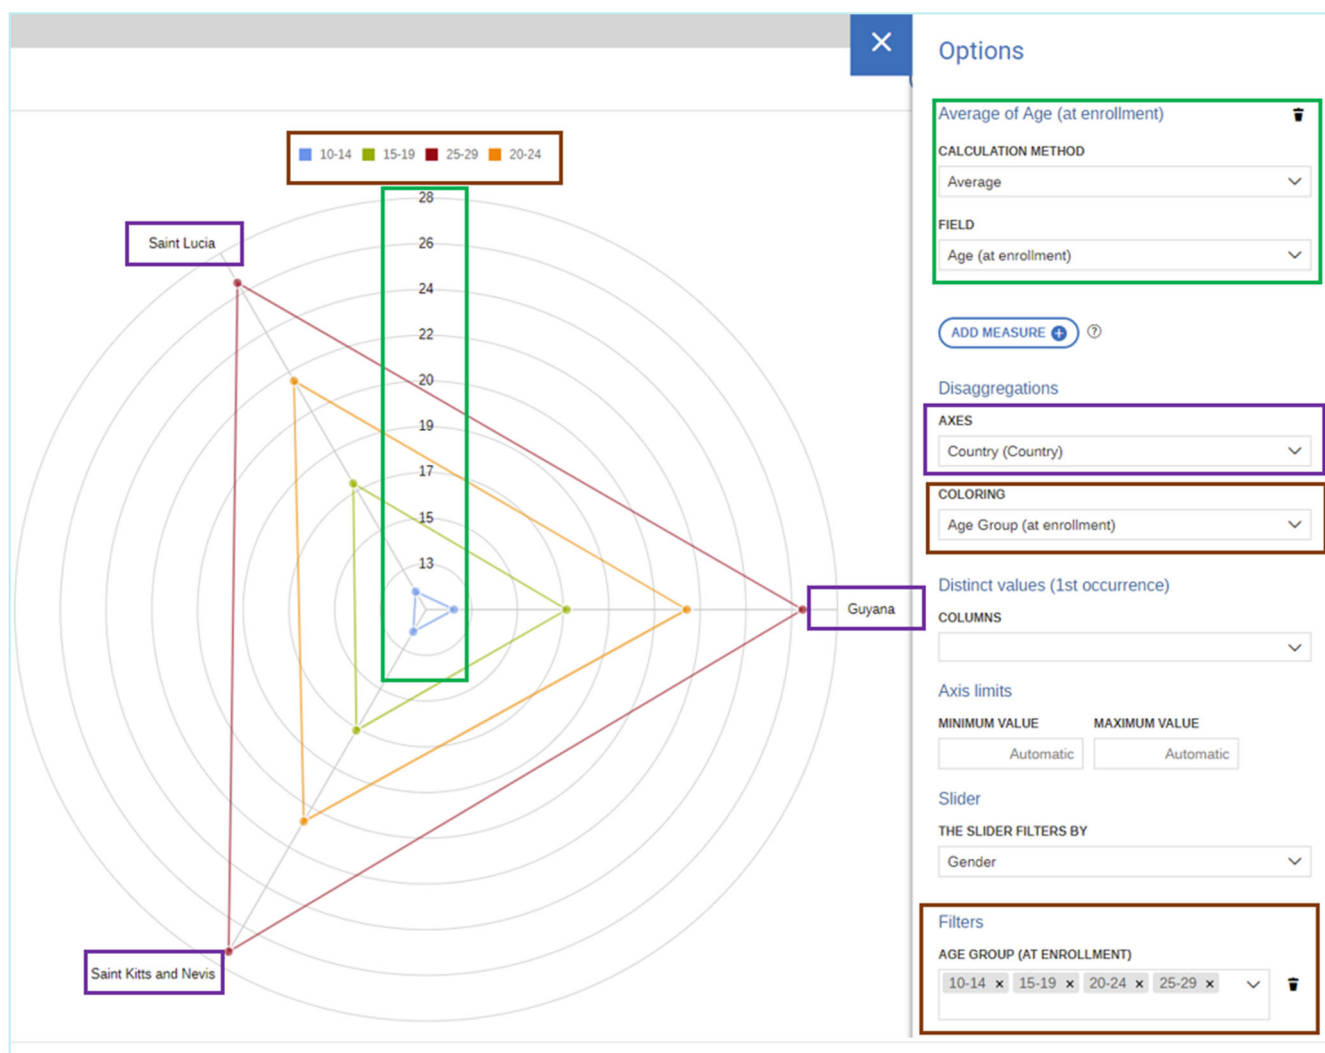 Options
Average of Age (at enrollment)
CALCULATION METHOD
Average
FIELD
Age (at enrollment)
ADD MEASURE
?
Disaggregations
AXES
Country (Country)
COLORING
Age Group (at enrollment)
Distinct values (1st occurrence)
COLUMNS
Axis limits
MINIMUM VALUE MAXIMUM VALUE
Automatic Automatic
Slider
THE SLIDER FILTERS BY
Gender
Filters
AGE GROUP (AT ENROLLMENT)
10-14 × 15-19 × 20-24 × 25-29 ×
10-14 15-19 25-29 20-24
28
26
24
22
20
19
17
15
13
Saint Lucia
Guyana
Saint Kitts and Nevis